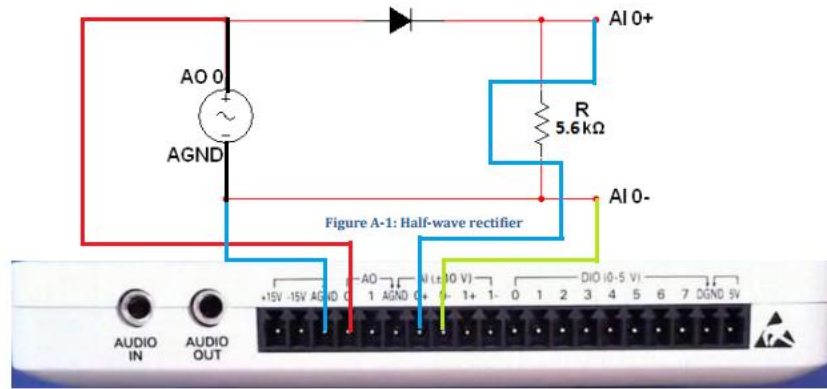 AI 0+
AO 0
R
5.6kΩ
AGND
AI 0-
Figure A-1: Half-wave rectifier
AO AI (±10 V) DIO (0-5 V)
+15V -15V AGND 0 1 AGND 0+ 0- 1+ 1- 0 1 2 3 4 5 6 7 DGND 5V
AUDIO IN
AUDIO OUT